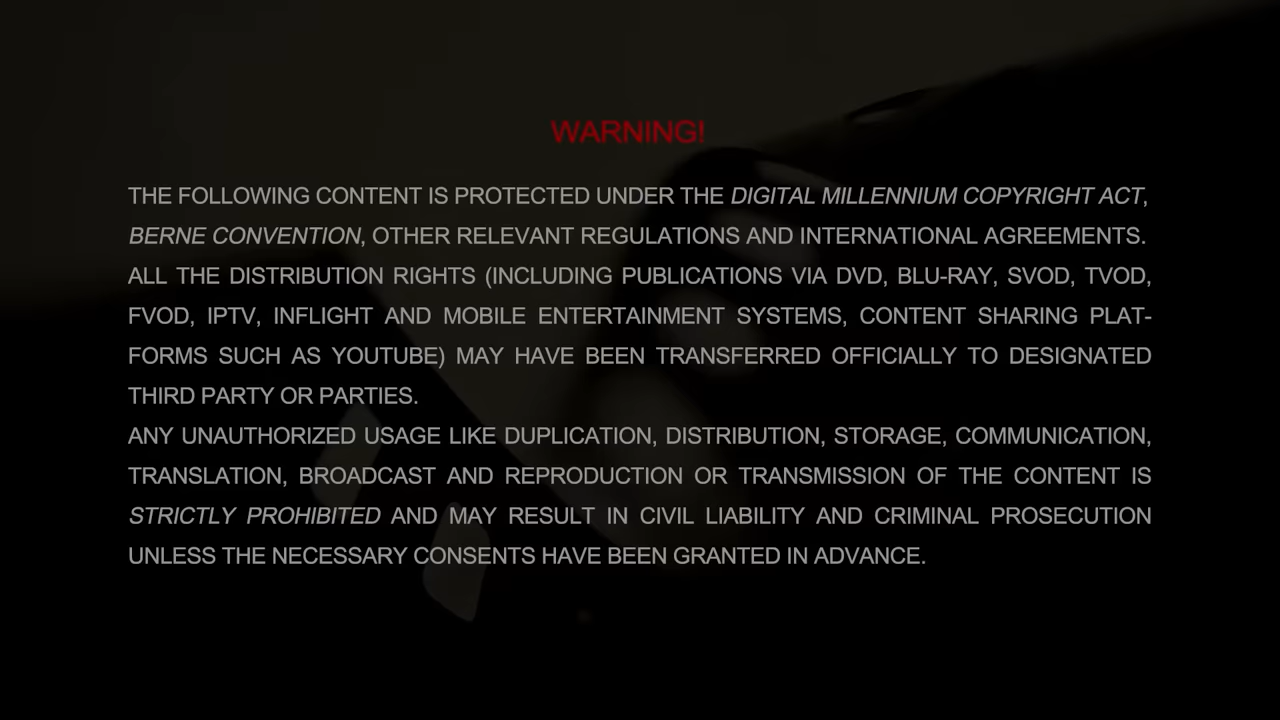 WARNING!
THE FOLLOWING CONTENT IS PROTECTED UNDER THE DIGITAL MILLENNIUM COPYRIGHT ACT,
BERNE CONVENTION, OTHER RELEVANT REGULATIONS AND INTERNATIONAL AGREEMENTS.
ALL THE DISTRIBUTION RIGHTS (INCLUDING PUBLICATIONS VIA DVD, BLU-RAY, SVOD, TVOD,
FVOD, IPTV, INFLIGHT AND MOBILE ENTERTAINMENT SYSTEMS, CONTENT SHARING PLAT-
FORMS SUCH AS YOUTUBE) MAY HAVE BEEN TRANSFERRED OFFICIALLY TO DESIGNATED
THIRD PARTY OR PARTIES.
ANY UNAUTHORIZED USAGE LIKE DUPLICATION, DISTRIBUTION, STORAGE, COMMUNICATION,
TRANSLATION, BROADCAST AND REPRODUCTION OR TRANSMISSION OF THE CONTENT IS
STRICTLY PROHIBITED AND MAY RESULT IN CIVIL LIABILITY AND CRIMINAL PROSECUTION
UNLESS THE NECESSARY CONSENTS HAVE BEEN GRANTED IN ADVANCE.